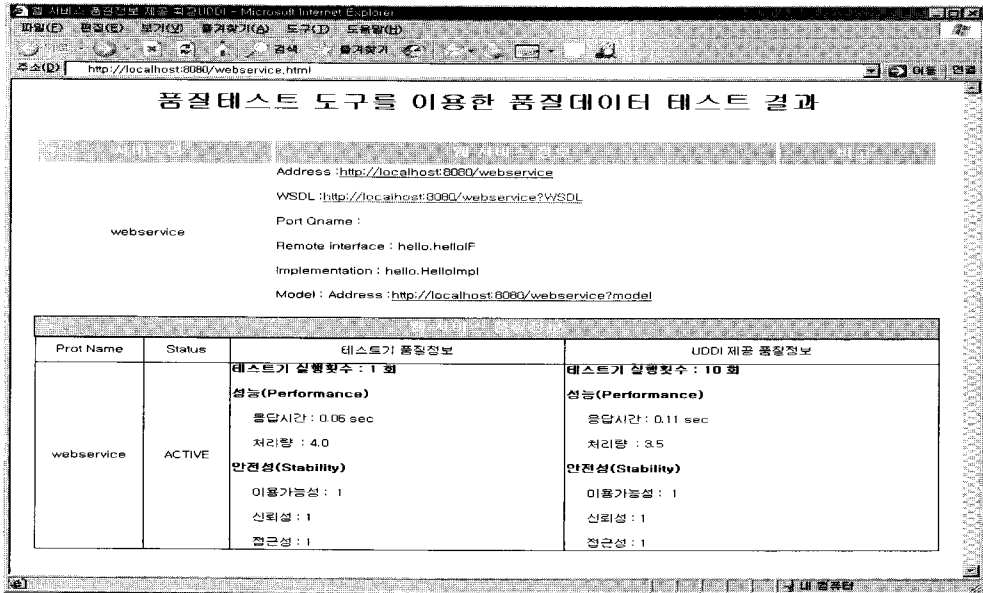 웹 서비스 품질정보 제공 확장UDDI - Microsoft Internet Explorer
파일(F) 편집(E) 보기(V) 즐겨찾기(A) 도구(T) 도움말(H)
검색 즐겨찾기
주소(D) http://localhost:8080/webservice.html 이동 연결
품질테스트 도구를 이용한 품질데이터 테스트 결과
Address :http://localhost:8080/webservice
WSDL :http://localhost:8080/webservice?WSDL
Port Qname :
webservice
Remote interface : hello.helloIF
Implementation : hello.HelloImpl
Model : Address :http://localhost:8080/webservice?model
Prot Name Status 테스트기 품질정보 UDDI 제공 품질정보
테스트기 실행횟수 : 1 회 테스트기 실행횟수 : 10 회
성능(Performance) 성능(Performance)
응답시간 : 0.06 sec 응답시간 : 0.11 sec
처리량 : 4.0 처리량 : 3.5
webservice ACTIVE
안전성(Stability) 안전성(Stability)
이용가능성 : 1 이용가능성 : 1
신뢰성 : 1 신뢰성 : 1
접근성 : 1 접근성 : 1
내 컴퓨터